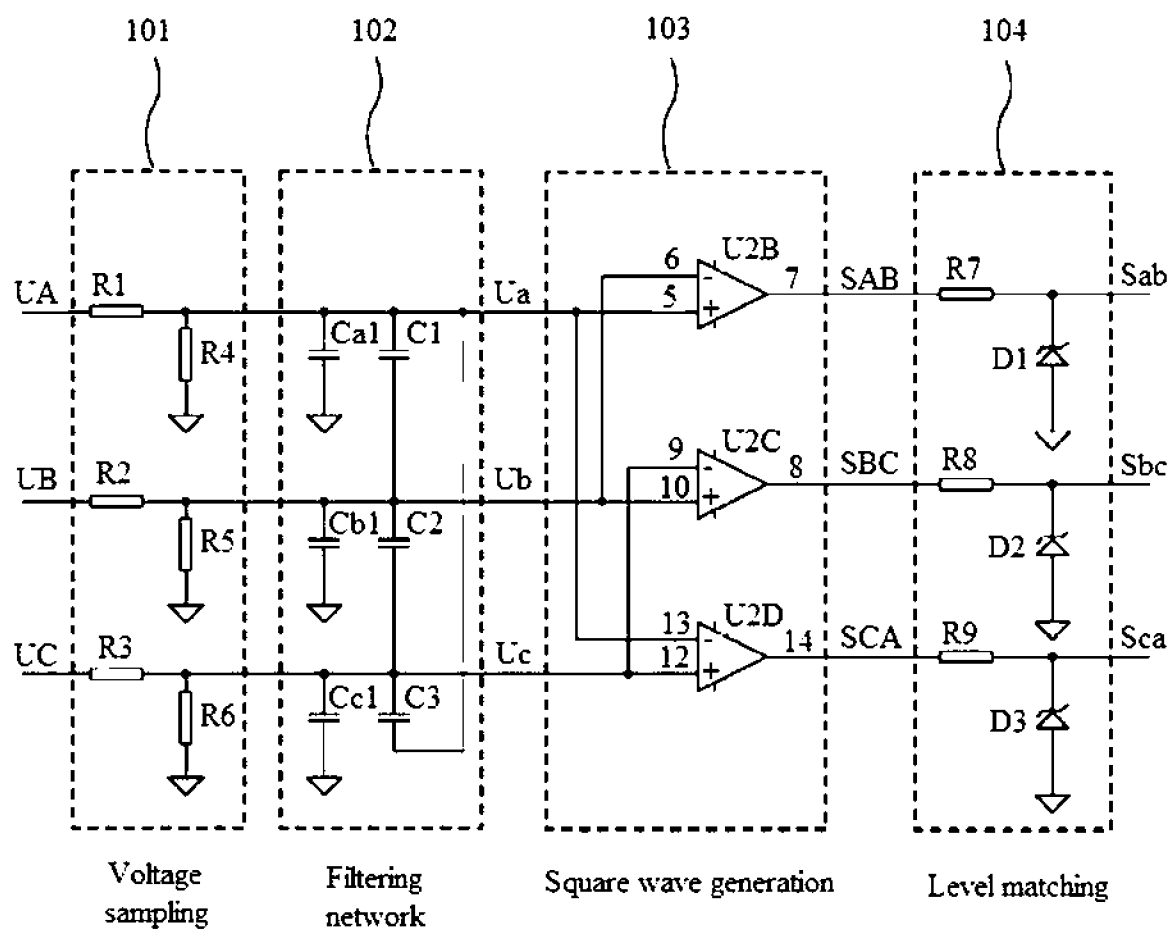 101
102
103
104
UA
R1
R4
Ca1
C1
Ua
6
5
U2B
7
SAB
R7
Sab
D1
UB
R2
R5
Cb1
C2
Ub
9
10
U2C
8
SBC
R8
Sbc
D2
UC
R3
R6
Cc1
C3
Uc
13
12
U2D
14
SCA
R9
Sca
D3
Voltage
sampling
Filtering
network
Square wave generation
Level matching